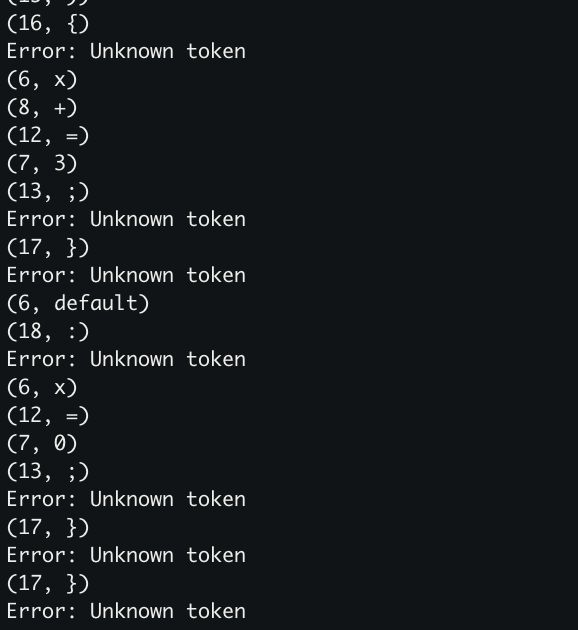 (16, {)
Error: Unknown token
(6, x)
(8, +)
(12, =)
(7, 3)
(13, ;)
Error: Unknown token
(17, })
Error: Unknown token
(6, default)
(18, :)
Error: Unknown token
(6, x)
(12, =)
(7, 0)
(13, ;)
Error: Unknown token
(17, })
Error: Unknown token
(17, })
Error: Unknown token